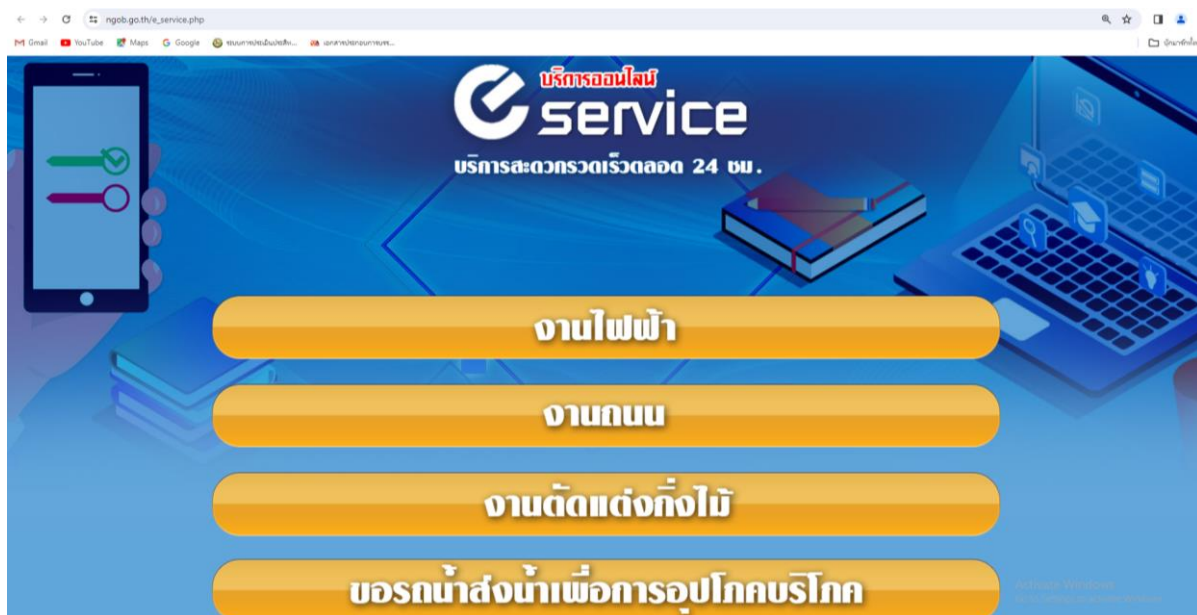 ngob.go.th/e_service.php
Gmail YouTube Maps Google
บริการออนไลน์
e service
บริการสะดวกรวดเร็วตลอด 24 ชม.
งานไฟฟ้า
งานถนน
งานตัดแต่งกิ่งไม้
ขอรถน้ำส่งน้ำเพื่อการอุปโภคบริโภค
Activate Windows